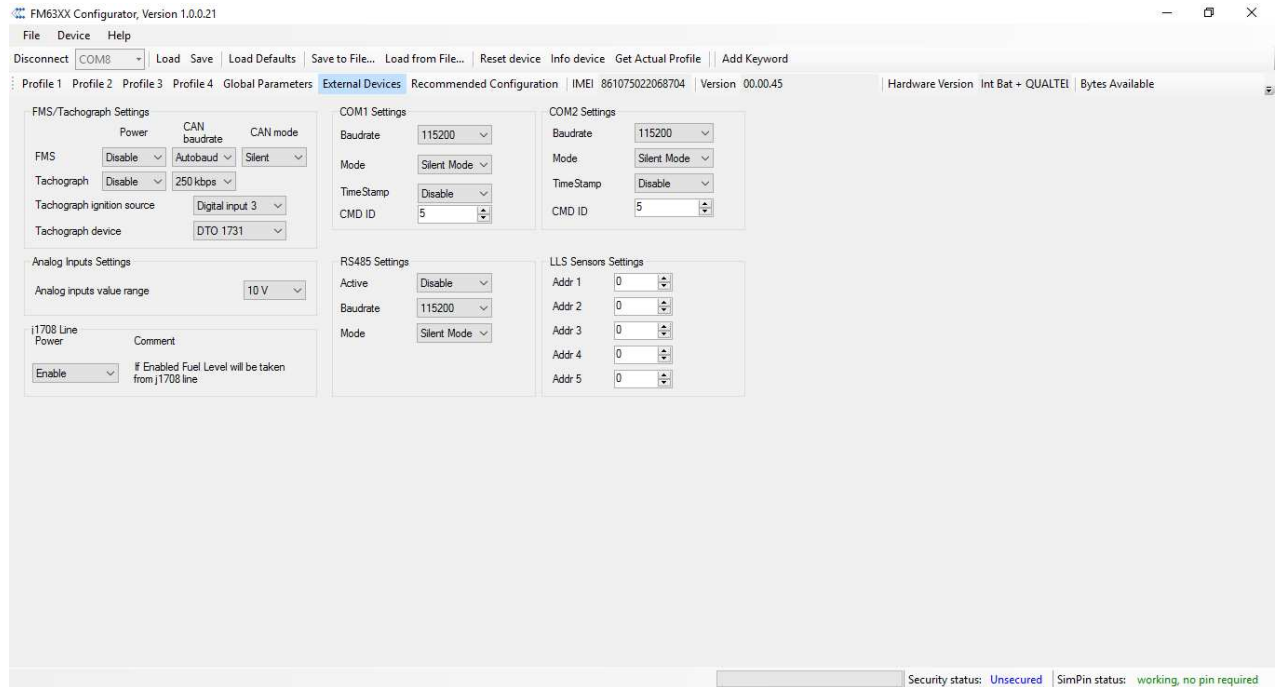 FM63XX Configurator, Version 1.0.0.21
File Device Help
Disconnect COM8 Load Save Load Defaults Save to File... Load from File... Reset device Info device Get Actual Profile Add Keyword
Profile 1 Profile 2 Profile 3 Profile 4 Global Parameters External Devices Recommended Configuration IMEI 861075022068704 Version 00.00.45 Hardware Version Int Bat + QUALTEI Bytes Available
FMS/Tachograph Settings
Power CAN baudrate CAN mode
FMS Disable Autobaud Silent
Tachograph Disable 250 kbps
Tachograph ignition source Digital input 3
Tachograph device DTO 1731
COM1 Settings
Baudrate 115200
Mode Silent Mode
TimeStamp Disable
CMD ID 5
COM2 Settings
Baudrate 115200
Mode Silent Mode
TimeStamp Disable
CMD ID 5
Analog Inputs Settings
Analog inputs value range 10 V
j1708 Line
Power Comment
Enable If Enabled Fuel Level will be taken
from j1708 line
RS485 Settings
Active Disable
Baudrate 115200
Mode Silent Mode
LLS Sensors Settings
Addr 1 0
Addr 2 0
Addr 3 0
Addr 4 0
Addr 5 0
Security status: Unsecured SimPin status: working, no pin required